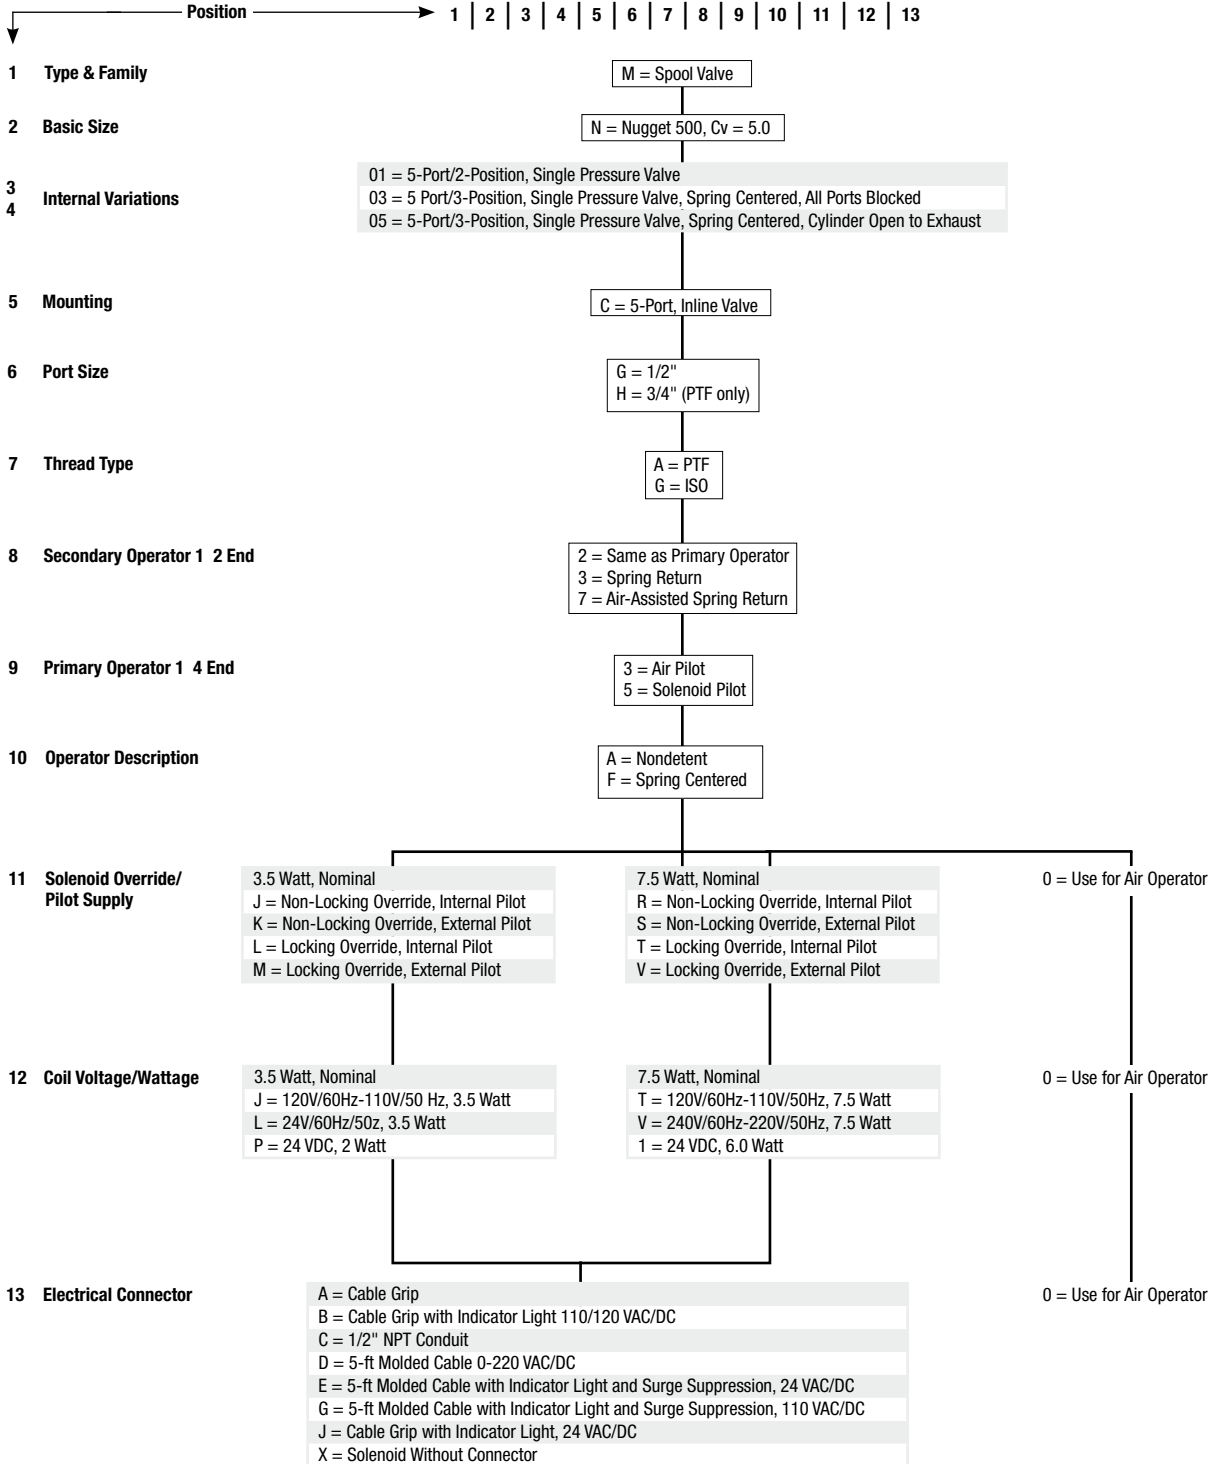 Position 1 | 2 | 3 | 4 | 5 | 6 | 7 | 8 | 9 | 10 | 11 | 12 | 13
1 Type & Family
M = Spool Valve
2 Basic Size
N = Nugget 500, Cv = 5.0
3
4
Internal Variations
01 = 5-Port/2-Position, Single Pressure Valve
03 = 5 Port/3-Position, Single Pressure Valve, Spring Centered, All Ports Blocked
05 = 5-Port/3-Position, Single Pressure Valve, Spring Centered, Cylinder Open to Exhaust
5 Mounting
C = 5-Port, Inline Valve
6 Port Size
G = 1/2"
H = 3/4" (PTF only)
7 Thread Type
A = PTF
G = ISO
8 Secondary Operator 1 2 End
2 = Same as Primary Operator
3 = Spring Return
7 = Air-Assisted Spring Return
9 Primary Operator 1 4 End
3 = Air Pilot
5 = Solenoid Pilot
10 Operator Description
A = Nondetent
F = Spring Centered
11 Solenoid Override/
Pilot Supply
3.5 Watt, Nominal
J = Non-Locking Override, Internal Pilot
K = Non-Locking Override, External Pilot
L = Locking Override, Internal Pilot
M = Locking Override, External Pilot
7.5 Watt, Nominal
R = Non-Locking Override, Internal Pilot
S = Non-Locking Override, External Pilot
T = Locking Override, Internal Pilot
V = Locking Override, External Pilot
0 = Use for Air Operator
12 Coil Voltage/Wattage
3.5 Watt, Nominal
J = 120V/60Hz-110V/50 Hz, 3.5 Watt
L = 24V/60Hz/50z, 3.5 Watt
P = 24 VDC, 2 Watt
7.5 Watt, Nominal
T = 120V/60Hz-110V/50Hz, 7.5 Watt
V = 240V/60Hz-220V/50Hz, 7.5 Watt
1 = 24 VDC, 6.0 Watt
0 = Use for Air Operator
13 Electrical Connector
A = Cable Grip
B = Cable Grip with Indicator Light 110/120 VAC/DC
C = 1/2" NPT Conduit
D = 5-ft Molded Cable 0-220 VAC/DC
E = 5-ft Molded Cable with Indicator Light and Surge Suppression, 24 VAC/DC
G = 5-ft Molded Cable with Indicator Light and Surge Suppression, 110 VAC/DC
J = Cable Grip with Indicator Light, 24 VAC/DC
X = Solenoid Without Connector
0 = Use for Air Operator